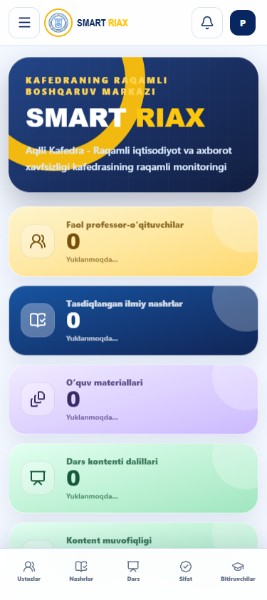 SMART RIAX
P
KAFEDRANING RAQAMLI
BOSHQARUV MARKAZI
SMART RIAX
Aqlli Kafedra - Raqamli iqtisodiyot va axborot
xavfsizligi kafedrasining raqamli monitoringi
Faol professor-o'qituvchilar
0
Yuklanmoqda...
Tasdiqlangan ilmiy nashrlar
0
Yuklanmoqda...
O'quv materiallari
0
Yuklanmoqda...
Dars kontenti dalillari
0
Yuklanmoqda...
Kontent muvofiqligi
Ustozlar Nashrlar Dars Sifat Bitiruvchilar